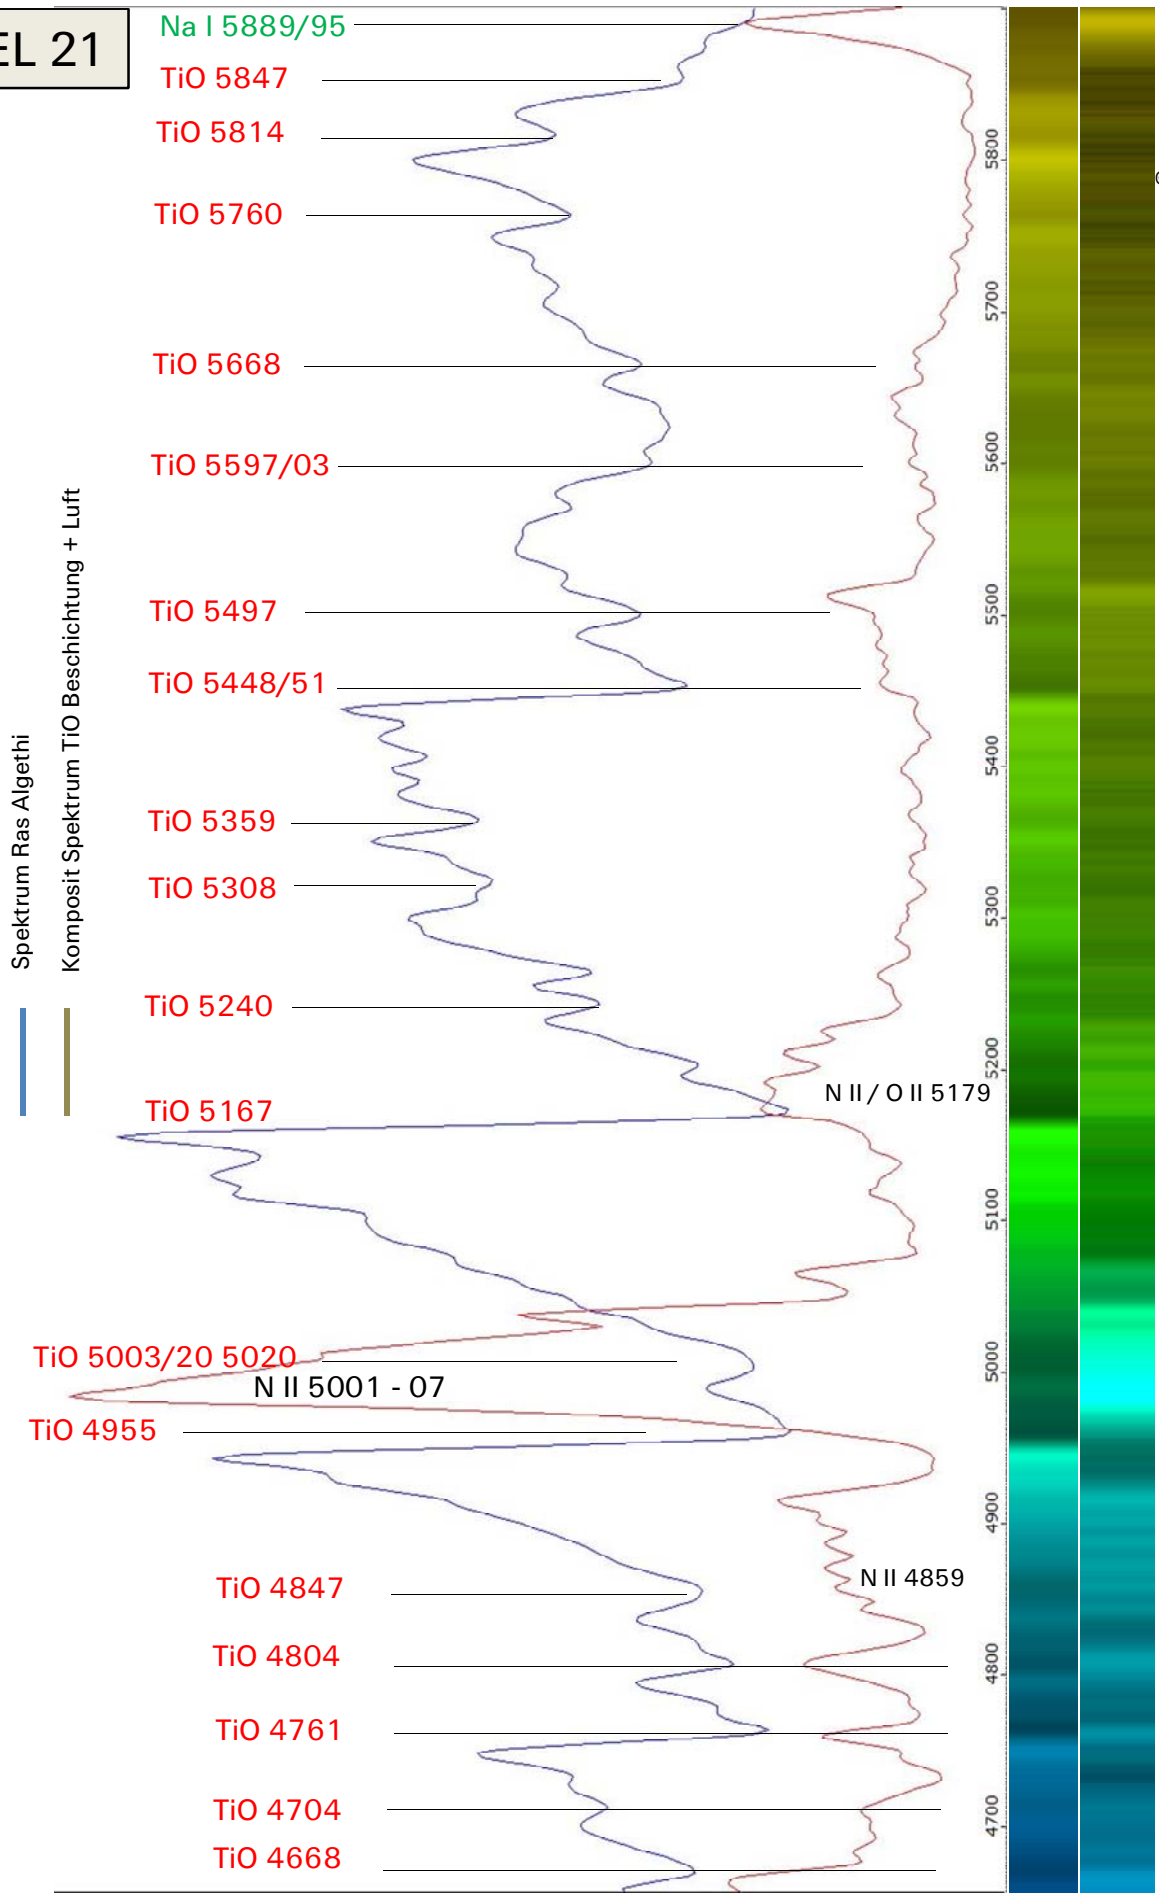 EL 21
Na I 5889/95
TiO 5847
TiO 5814
5800
TiO 5760
5700
TiO 5668
TiO 5597/03
5600
TiO 5497
5500
TiO 5448/51
5400
TiO 5359
TiO 5308
5300
TiO 5240
5200
N II / O II 5179
TiO 5167
5100
TiO 5003/20 5020
5000
N II 5001 - 07
TiO 4955
4900
N II 4859
TiO 4847
TiO 4804
4800
TiO 4761
TiO 4704
4700
TiO 4668
Spektrum Ras Algethi
Komposit Spektrum TiO Beschichtung + Luft